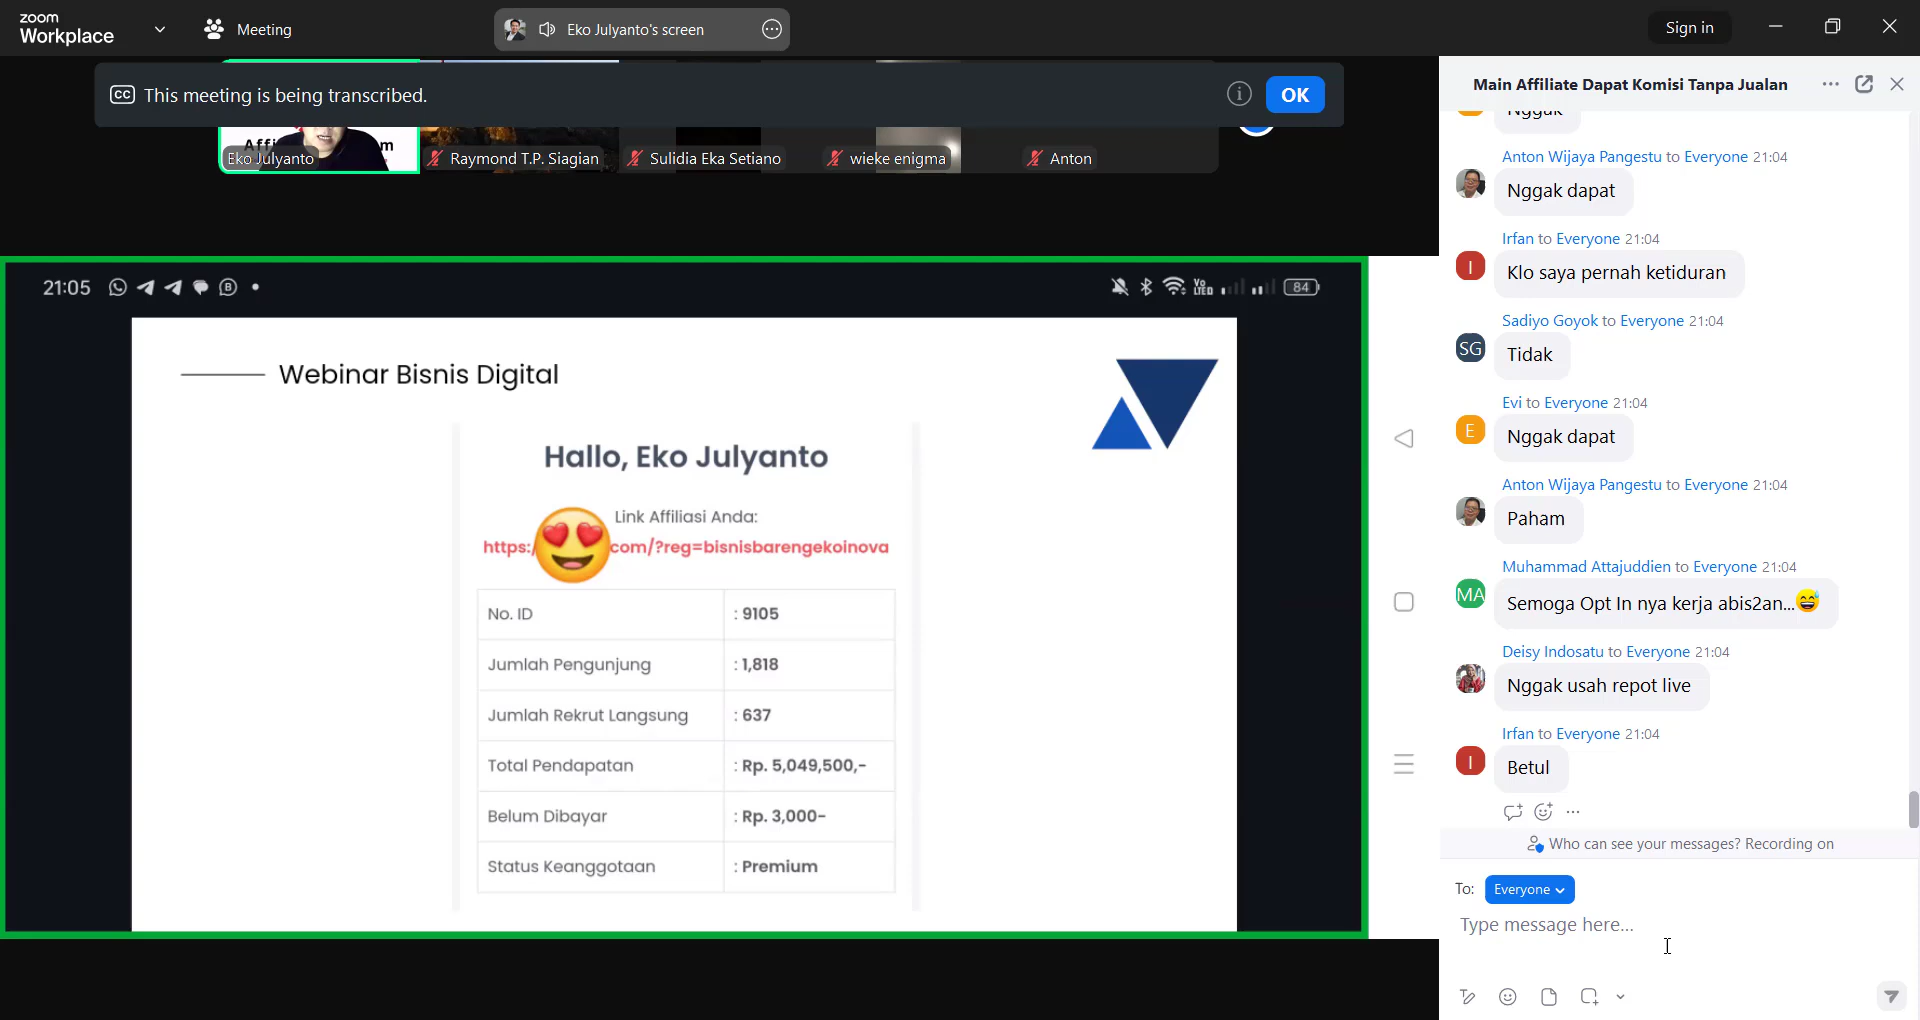 zoom
Workplace
Meeting
Eko Julyanto's screen
Sign in
CC This meeting is being transcribed.
OK
Eko Julyanto
Raymond T.P. Siagian
Sulidia Eka Setiano
wieke enigma
Anton
21:05
Vo
LTE
84
Webinar Bisnis Digital
Hallo, Eko Julyanto
Link Affiliasi Anda:
https:/ com/?reg=bisnisbarengekoinova
No. ID : 9105
Jumlah Pengunjung : 1,818
Jumlah Rekrut Langsung : 637
Total Pendapatan : Rp. 5,049,500,-
Belum Dibayar : Rp. 3,000-
Status Keanggotaan : Premium
Main Affiliate Dapat Komisi Tanpa Jualan
Nggak
Anton Wijaya Pangestu to Everyone 21:04
Nggak dapat
Irfan to Everyone 21:04
I
Klo saya pernah ketiduran
Sadiyo Goyok to Everyone 21:04
SG
Tidak
Evi to Everyone 21:04
E
Nggak dapat
Anton Wijaya Pangestu to Everyone 21:04
Paham
Muhammad Attajuddien to Everyone 21:04
MA
Semoga Opt In nya kerja abis2an...😅
Deisy Indosatu to Everyone 21:04
Nggak usah repot live
Irfan to Everyone 21:04
I
Betul
Who can see your messages? Recording on
To: Everyone
Type message here...